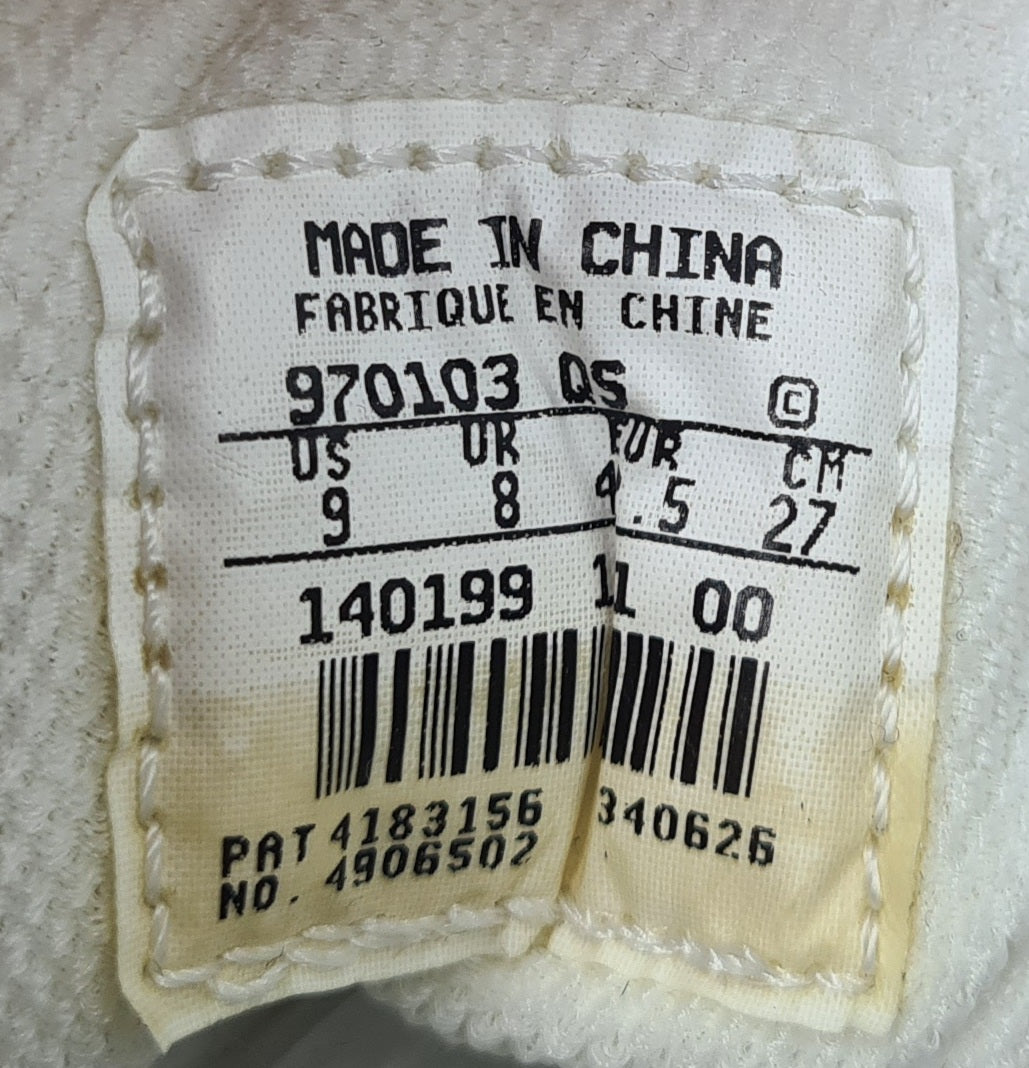 MADE IN CHINA
FABRIQUE EN CHINE
970103 QS ©
US UK EUR CM
9 8 27
140199 11 00
PAT 4183156 340626
NO. 4906502